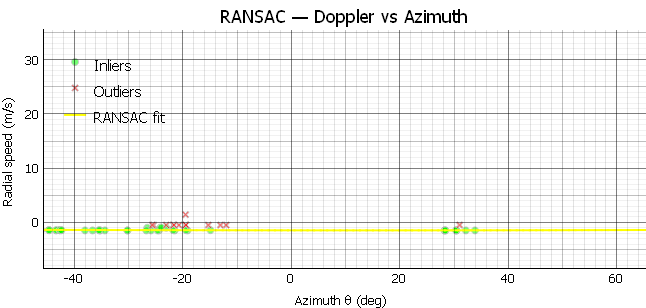 RANSAC — Doppler vs Azimuth
Radial speed (m/s)
30
20
10
0
Inliers
Outliers
RANSAC fit
-40
-20
0
20
40
60
Azimuth θ (deg)